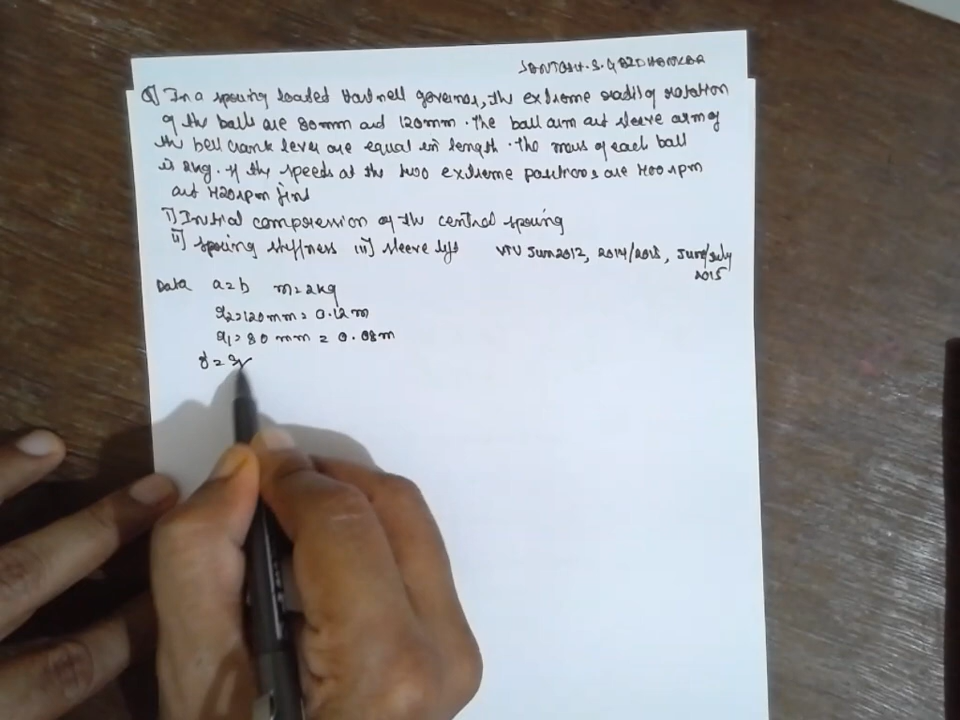 SANTOSH.S.GBZDHANKAR
Q) In a spring loaded Hartnell governor, the extreme radii of rotation
of the balls are 80mm and 120mm. The ball arm and sleeve arm of
the bell crank lever are equal in length. The mass of each ball
is 2kg. If the speeds at the two extreme positions are 400 rpm
and 420rpm find
i) Initial compression of the central spring
ii) spring stiffness iii) sleeve lift VTU Jun2012, 2014/2015, June/July
2015
Data a=b m=2kg
r2=120mm = 0.12m
r1=80 mm = 0.08m
r = r